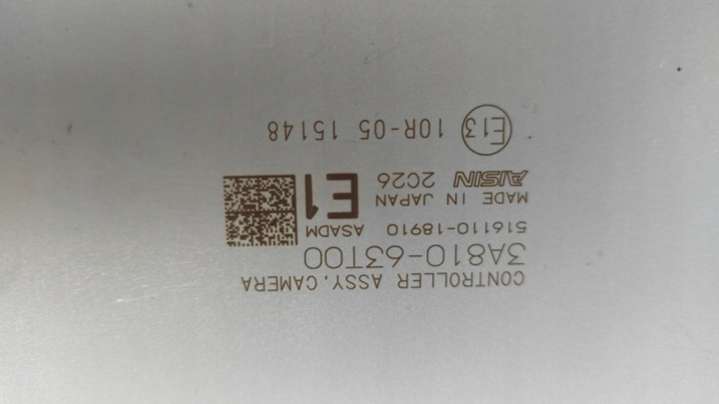 CONTROLLER ASSY, CAMERA
3A810-63T00
516110-18910 ASADM
MADE IN JAPAN E1
AISIN 2C26
E13 10R-05 15148